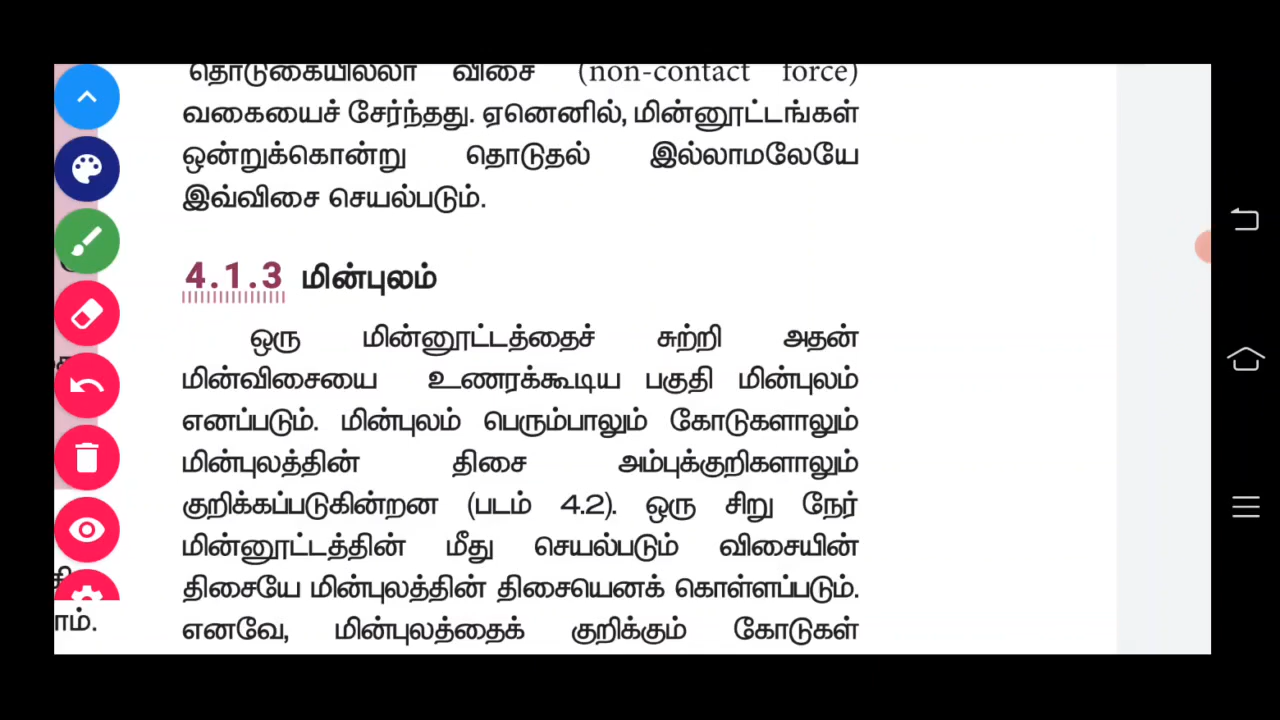 தொடுகையில்லா விசை (non-contact force)
வகையைச் சேர்ந்தது. ஏனெனில், மின்னூட்டங்கள்
ஒன்றுக்கொன்று தொடுதல் இல்லாமலேயே
இவ்விசை செயல்படும்.
4.1.3 மின்புலம்
ஒரு மின்னூட்டத்தைச் சுற்றி அதன்
மின்விசையை உணரக்கூடிய பகுதி மின்புலம்
எனப்படும். மின்புலம் பெரும்பாலும் கோடுகளாலும்
மின்புலத்தின் திசை அம்புக்குறிகளாலும்
குறிக்கப்படுகின்றன (படம் 4.2). ஒரு சிறு நேர்
மின்னூட்டத்தின் மீது செயல்படும் விசையின்
திசையே மின்புலத்தின் திசையெனக் கொள்ளப்படும்.
எனவே, மின்புலத்தைக் குறிக்கும் கோடுகள்